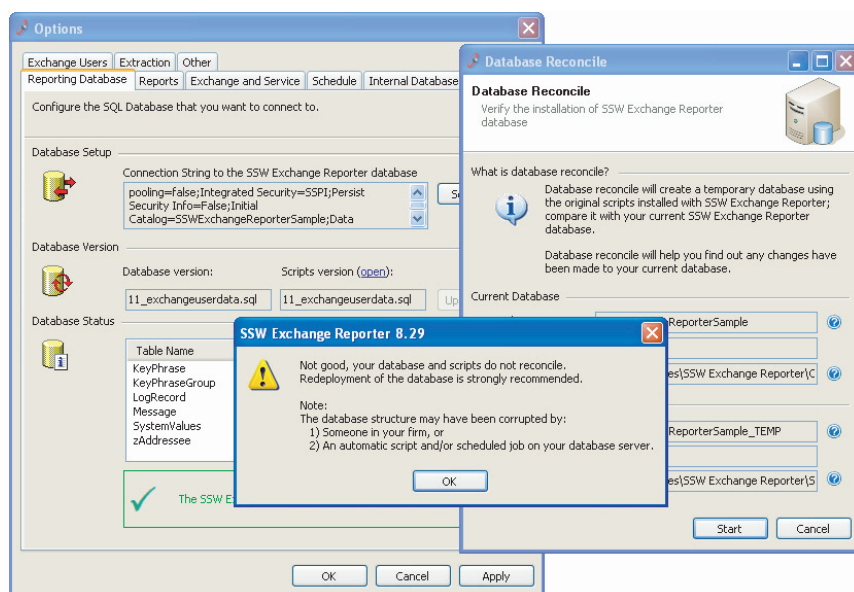 Options
Exchange Users Extraction Other
Reporting Database Reports Exchange and Service Schedule Internal Database
Configure the SQL Database that you want to connect to.
Database Setup
Connection String to the SSW Exchange Reporter database
pooling=false;Integrated Security=SSPI;Persist
Security Info=False;Initial
Catalog=SSWExchangeReporterSample;Data
Database Version
Database version: Scripts version (open):
11_exchangeuserdata.sql 11_exchangeuserdata.sql Up
Database Status
Table Name
KeyPhrase
KeyPhraseGroup
LogRecord
Message
SystemValues
zAddressee
The SSW E
OK Cancel Apply
Database Reconcile
Database Reconcile
Verify the installation of SSW Exchange Reporter
database
What is database reconcile?
Database reconcile will create a temporary database using
the original scripts installed with SSW Exchange Reporter;
compare it with your current SSW Exchange Reporter
database.
Database reconcile will help you find out any changes have
been made to your current database.
Current Database
ReporterSample
es\SSW Exchange Reporter\C
ReporterSample_TEMP
es\SSW Exchange Reporter\S
Start Cancel
SSW Exchange Reporter 8.29
Not good, your database and scripts do not reconcile.
Redeployment of the database is strongly recommended.
Note:
The database structure may have been corrupted by:
1) Someone in your firm, or
2) An automatic script and/or scheduled job on your database server.
OK